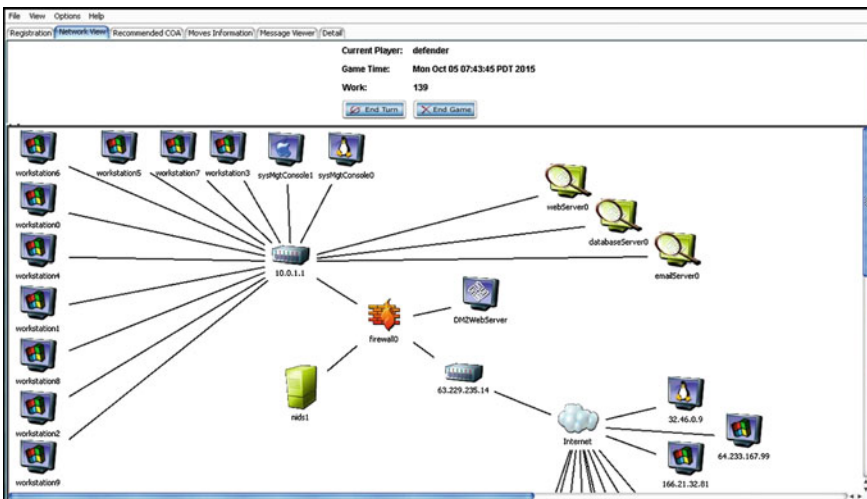 File View Options Help
Registration Network View Recommended COA Moves Information Message Viewer Detail
Current Player: defender
Game Time: Mon Oct 05 07:43:45 PDT 2015
Work: 139
End Turn End Game
workstation6 workstation5 workstation7 workstation3 sysMgtConsole1 sysMgtConsole0
webServer0
workstation0
databaseServer0
workstation4
10.0.1.1
emailServer0
workstation1
DMZWebServer
firewall0
workstation8
63.229.235.14
nids1
32.46.0.9
workstation2
Internet
64.233.167.99
workstation9
166.21.32.81